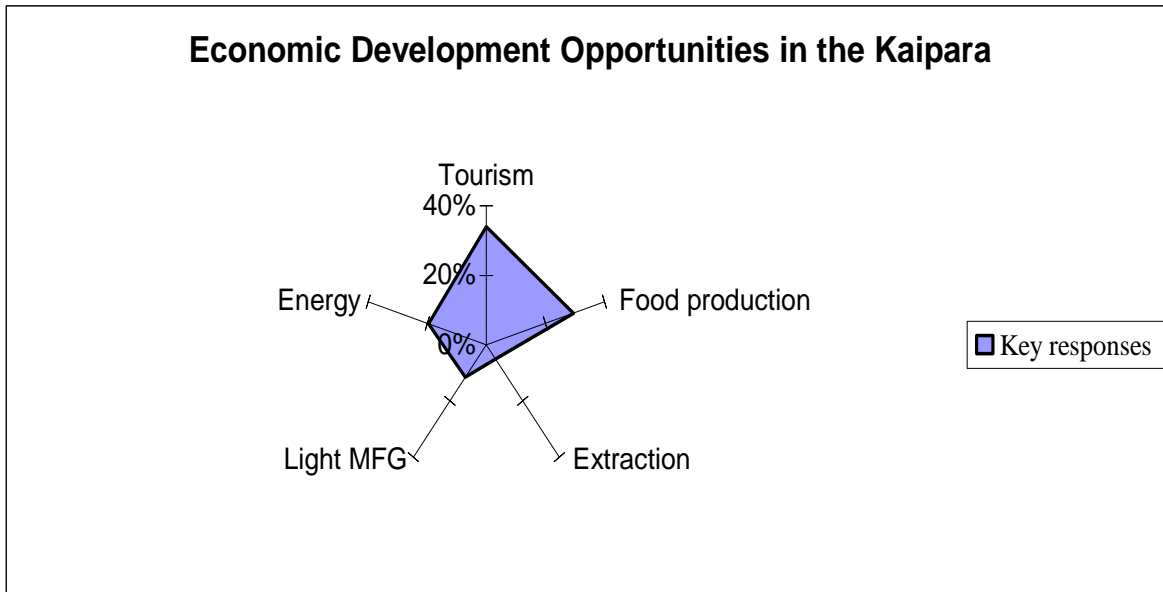 Economic Development Opportunities in the Kaipara
Tourism
40%
20%
0%
Energy
Food production
Light MFG
Extraction
Key responses